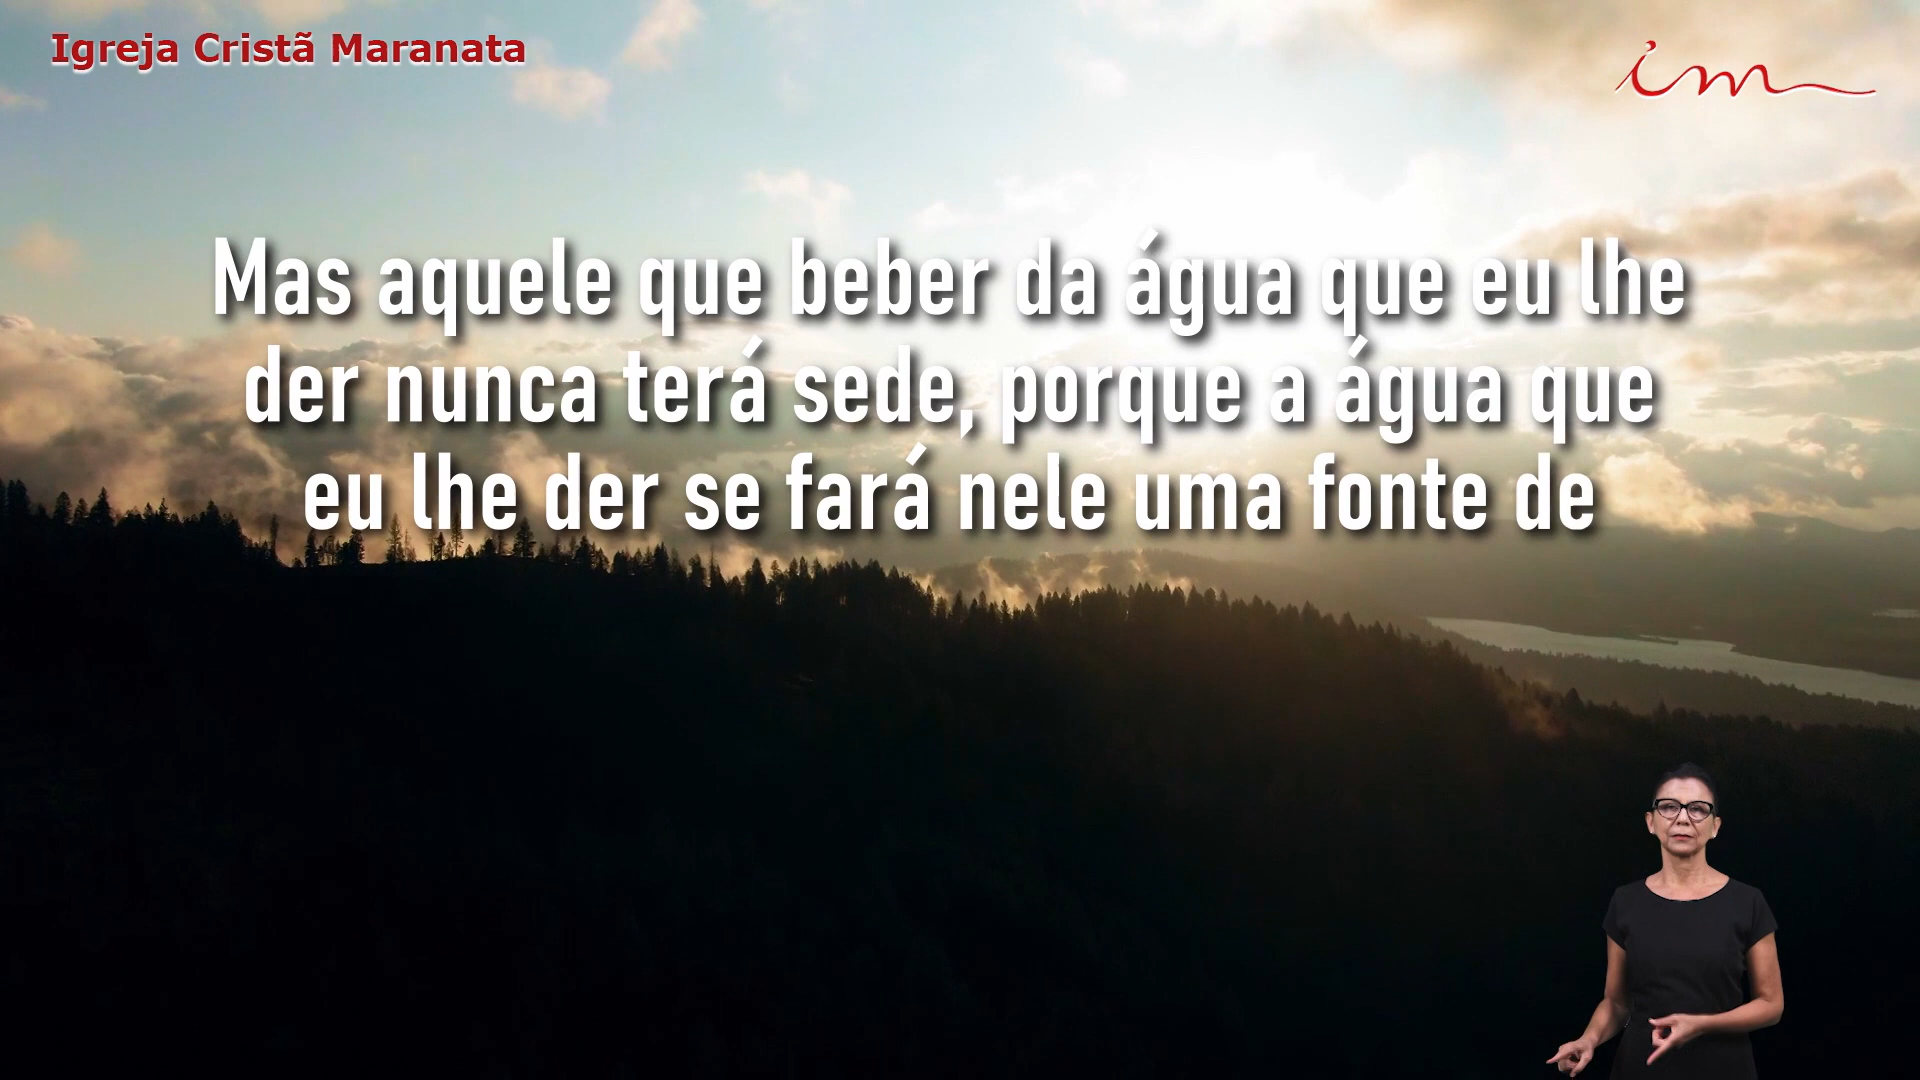 Igreja Cristã Maranata
im
Mas aquele que beber da água que eu lhe
der nunca terá sede, porque a água que
eu lhe der se fará nele uma fonte de